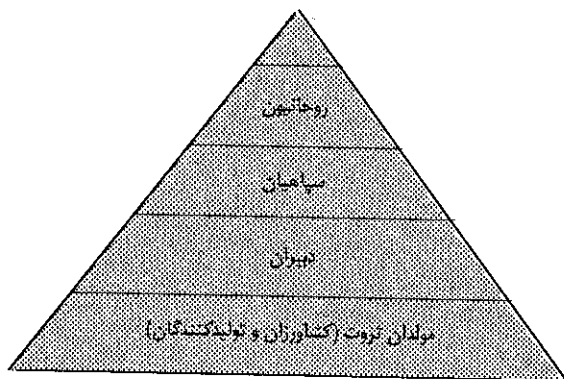 روحانیون
سپاهیان
دبیران
مولدان ثروت (کشاورزان و تولیدکنندگان)